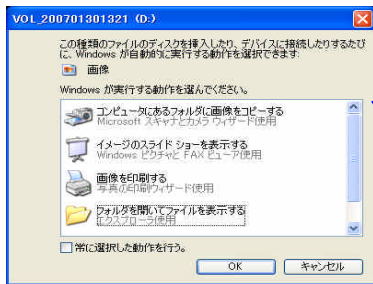 VOL_200701301321 (D:)
この種類のファイルのディスクを挿入したり、デバイスに接続したりするたび
に、Windows が自動的に実行する動作を選択できます:
画像
Windows が実行する動作を選んでください。
コンピュータにあるフォルダに画像をコピーする
Microsoft スキャナとカメラ ウィザード使用
イメージのスライド ショーを表示する
Windows ピクチャと FAX ビューア使用
画像を印刷する
写真の印刷ウィザード使用
フォルダを開いてファイルを表示する
エクスプローラ使用
常に選択した動作を行う。
OK
キャンセル